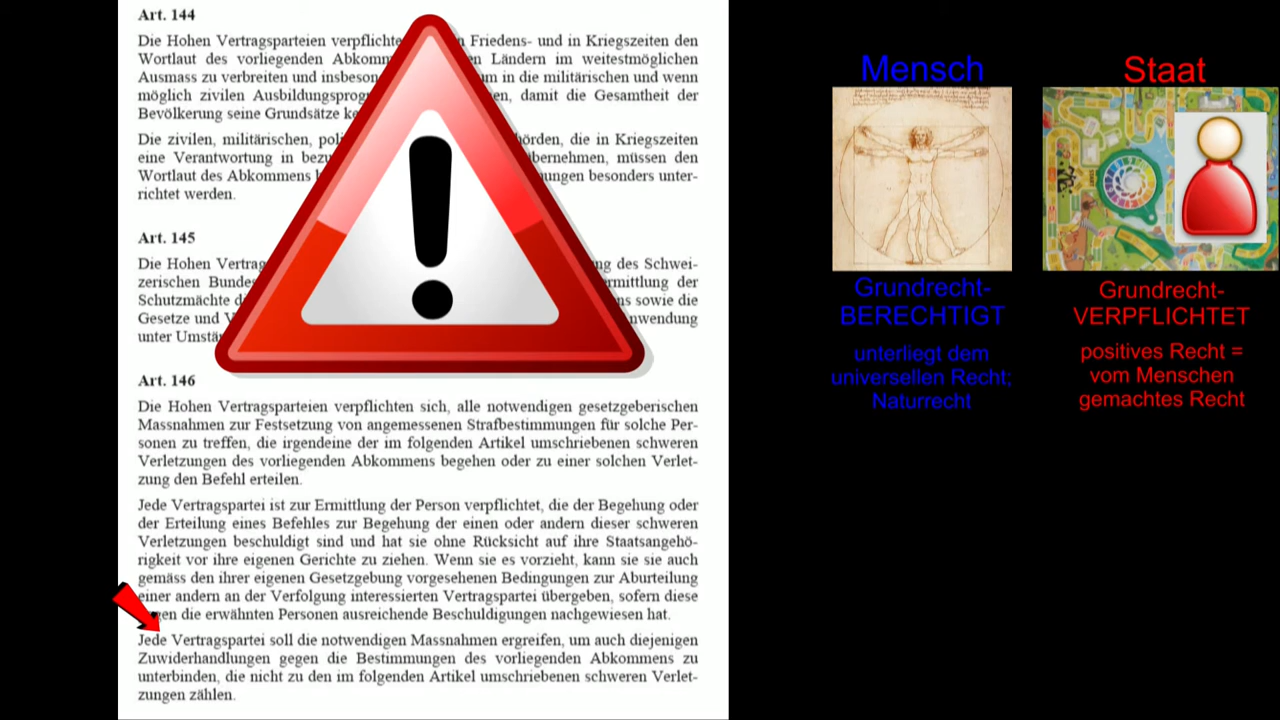 Art. 144
Die Hohen Vertragsparteien Friedens- und in Kriegszeiten den
Wortlaut des vorliegenden Ländern im weitestmöglichen
Ausmass zu verbreiten und in die militärischen und wenn
möglich zivilen damit die Gesamtheit der
Bevölkerung seine Grundsätze
Die zivilen, militärischen, die in Kriegszeiten
eine Verantwortung in müssen den
Wortlaut des Abkommens besonders unter-
richtet werden.
Art. 145
Die Hohen des Schwei-
zerischen der
Schutzmächte sowie die
Gesetze und
unter
Art. 146
Die Hohen Vertragsparteien verpflichten sich, alle notwendigen gesetzgeberischen
Massnahmen zur Festsetzung von angemessenen Strafbestimmungen für solche Per-
sonen zu treffen, die irgendeine der im folgenden Artikel umschriebenen schweren
Verletzungen des vorliegenden Abkommens begehen oder zu einer solchen Verlet-
zung den Befehl erteilen.
Jede Vertragspartei ist zur Ermittlung der Person verpflichtet, die der Begehung oder
der Erteilung eines Befehles zur Begehung der einen oder andern dieser schweren
Verletzungen beschuldigt sind und hat sie ohne Rücksicht auf ihre Staatsangehö-
rigkeit vor ihre eigenen Gerichte zu ziehen. Wenn sie es vorzieht, kann sie sie auch
gemäss den ihrer eigenen Gesetzgebung vorgesehenen Bedingungen zur Aburteilung
einer andern an der Verfolgung interessierten Vertragspartei übergeben, sofern diese
die erwähnten Personen ausreichende Beschuldigungen nachgewiesen hat.
Jede Vertragspartei soll die notwendigen Massnahmen ergreifen, um auch diejenigen
Zuwiderhandlungen gegen die Bestimmungen des vorliegenden Abkommens zu
unterbinden, die nicht zu den im folgenden Artikel umschriebenen schweren Verlet-
zungen zählen.
Mensch
Grundrecht-
BERECHTIGT
unterliegt dem
universellen Recht;
Naturrecht
Staat
Grundrecht-
VERPFLICHTET
positives Recht =
vom Menschen
gemachtes Recht